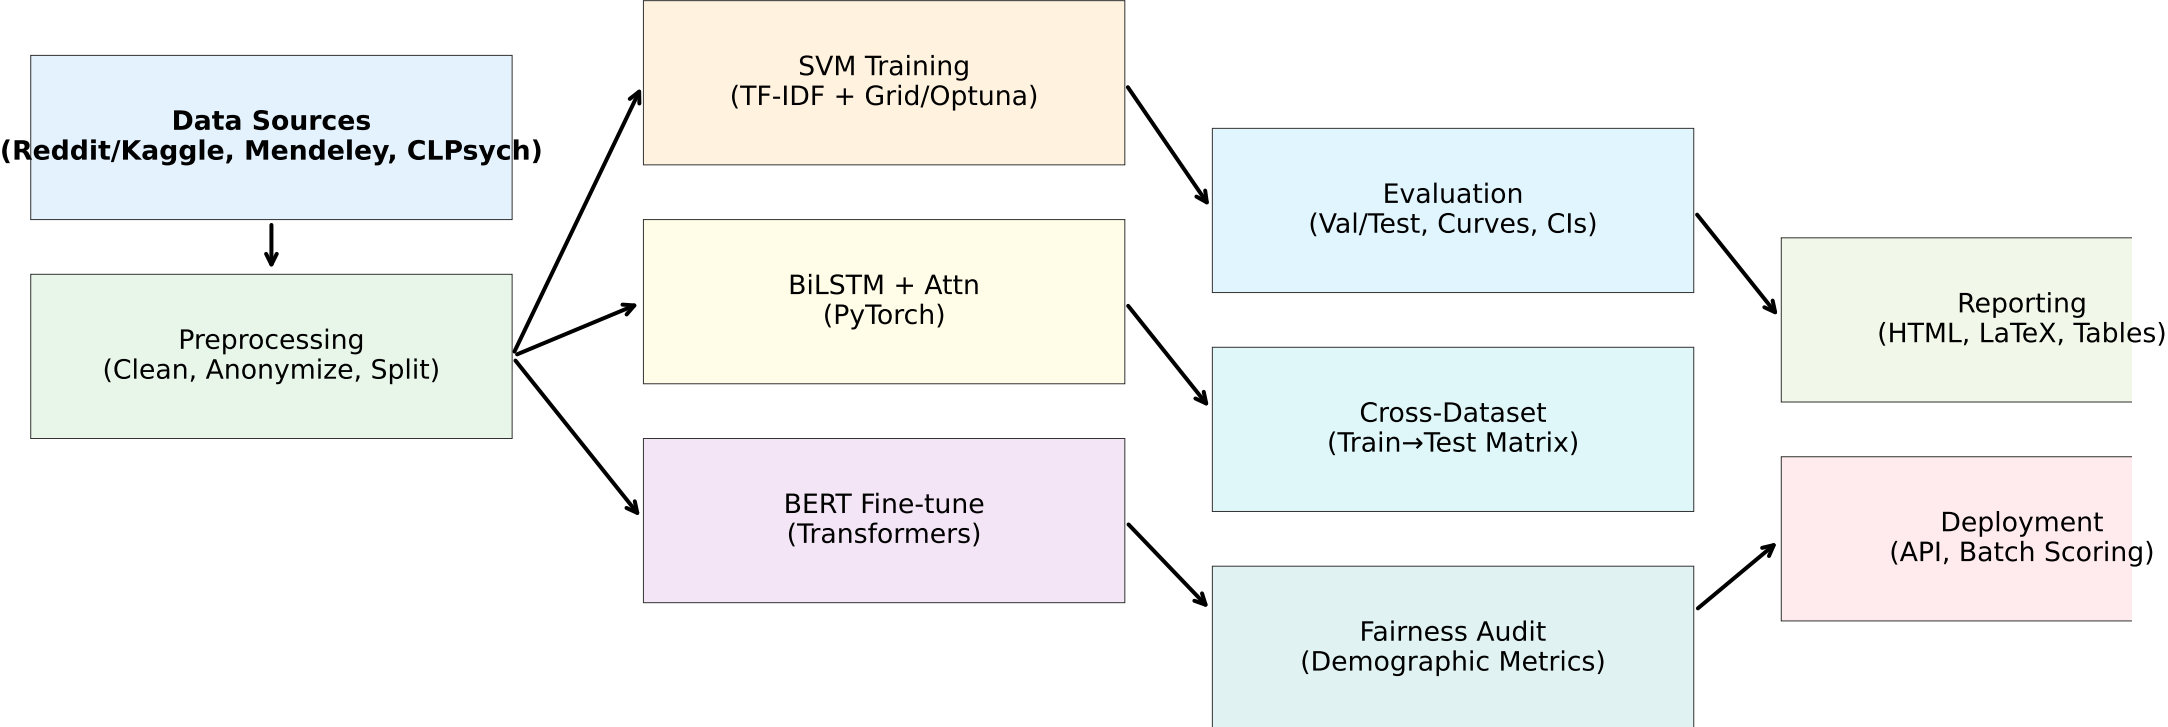 Data Sources
(Reddit/Kaggle, Mendeley, CLPsych)
Preprocessing
(Clean, Anonymize, Split)
SVM Training
(TF-IDF + Grid/Optuna)
BiLSTM + Attn
(PyTorch)
BERT Fine-tune
(Transformers)
Evaluation
(Val/Test, Curves, CIs)
Cross-Dataset
(Train→Test Matrix)
Fairness Audit
(Demographic Metrics)
Reporting
(HTML, LaTeX, Tables)
Deployment
(API, Batch Scoring)